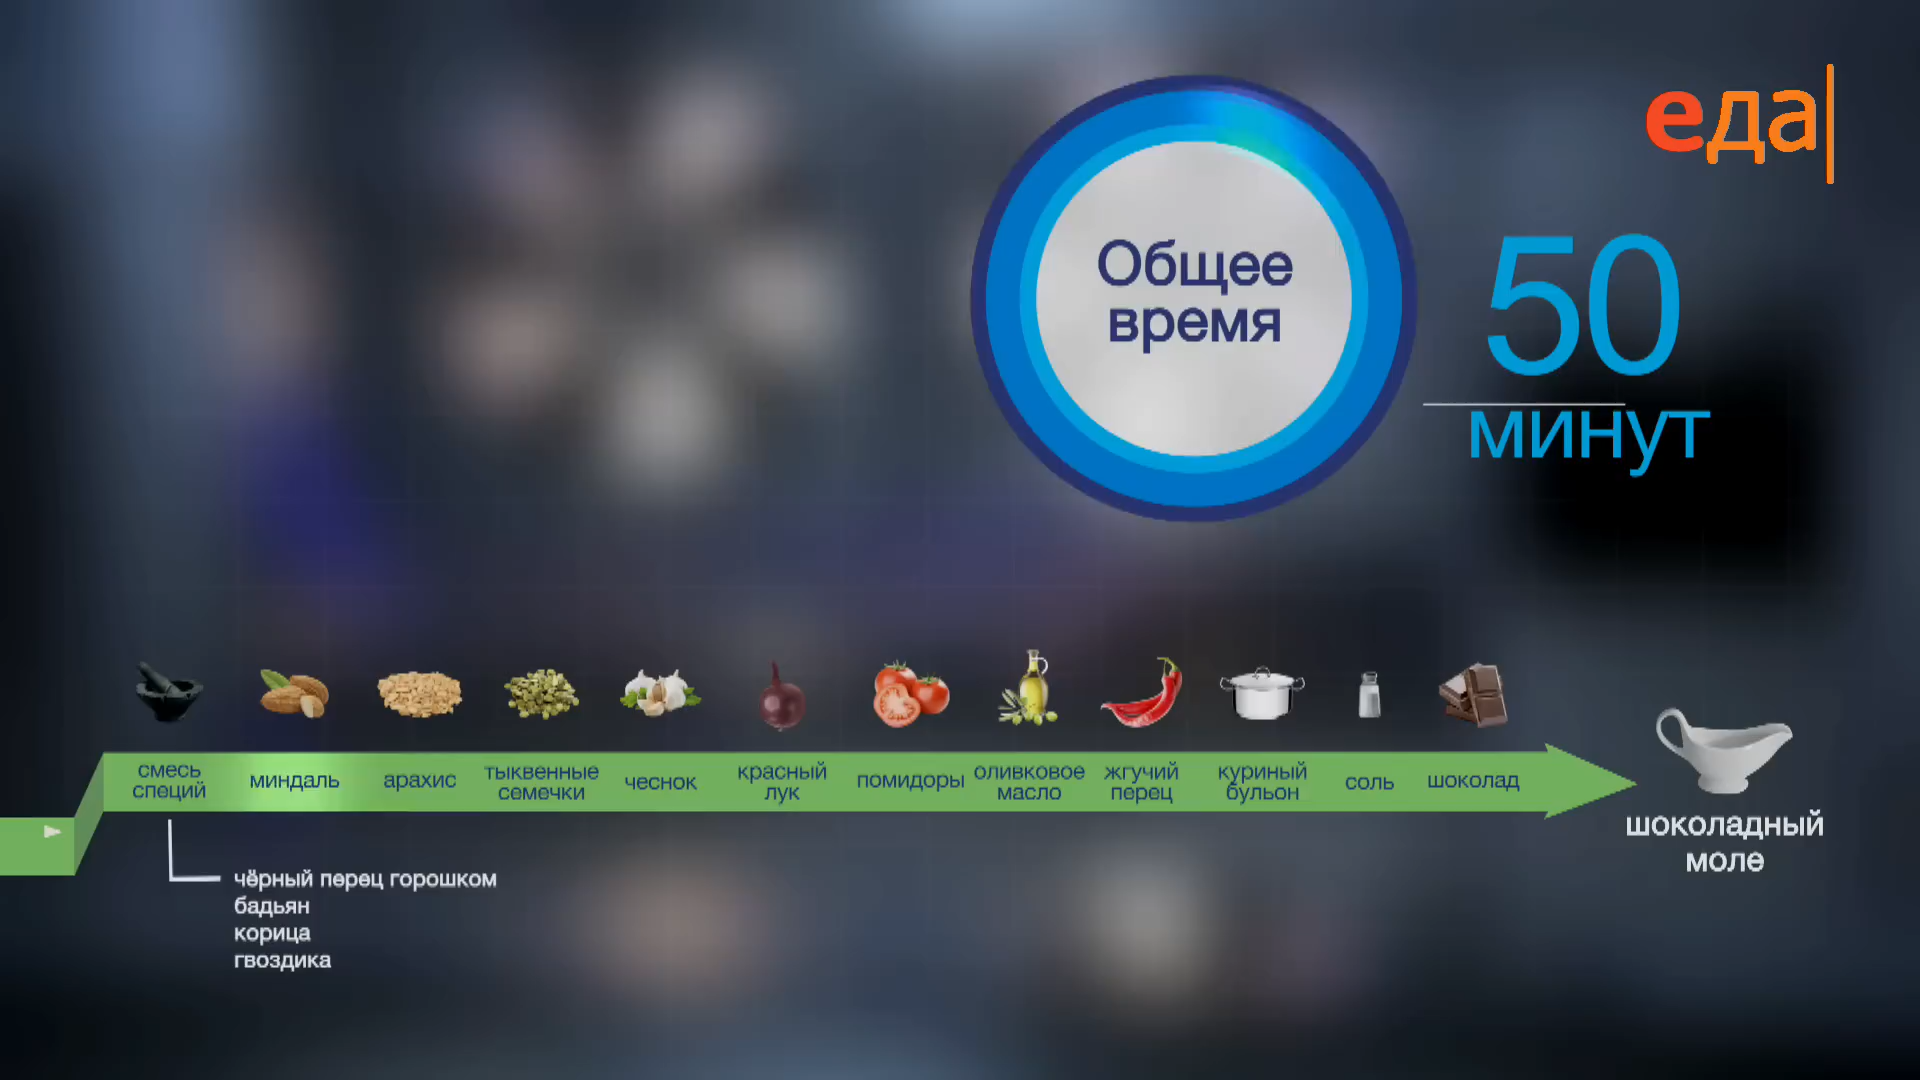 еда
Общее
время
50
минут
смесь
специй
миндаль
арахис
тыквенные
семечки
чеснок
красный
лук
помидоры
оливковое
масло
жгучий
перец
куриный
бульон
соль
шоколад
шоколадный
моле
чёрный перец горошком
бадьян
корица
гвоздика